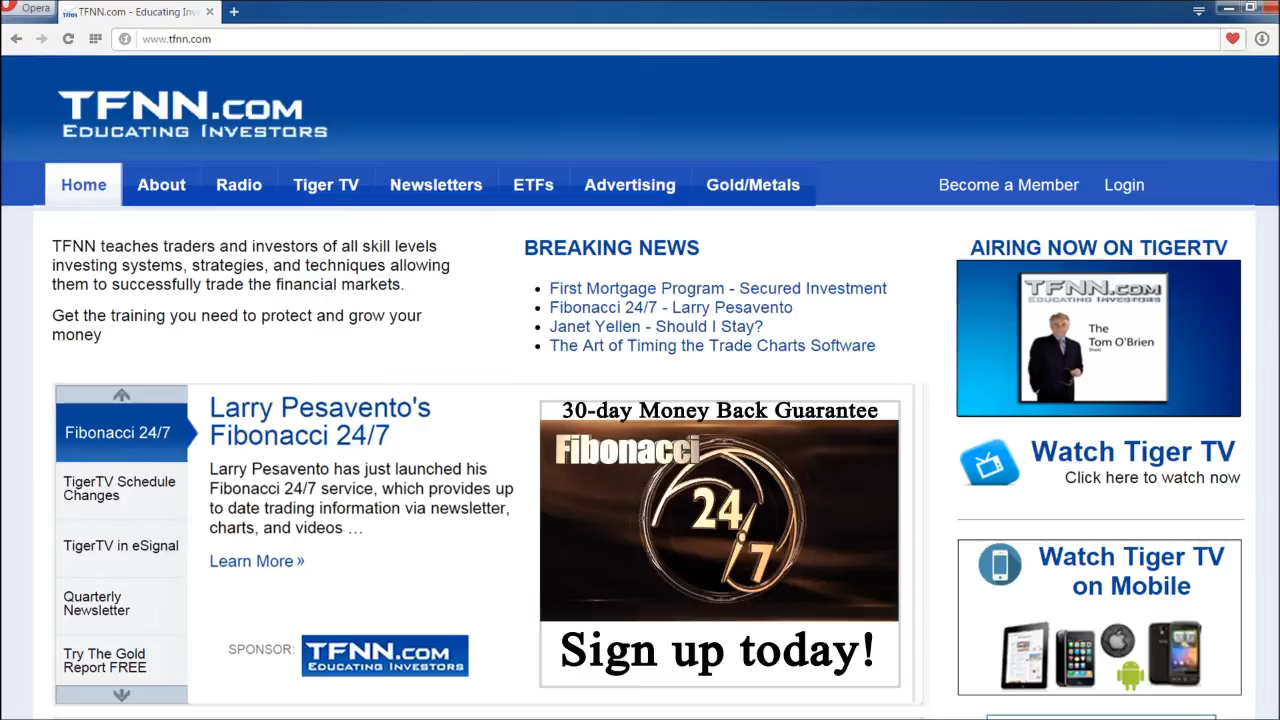 Opera
TFNN.com - Educating Inv
www.tfnn.com
TFNN.com
Educating Investors
Home
About
Radio
Tiger TV
Newsletters
ETFs
Advertising
Gold/Metals
Become a Member
Login
TFNN teaches traders and investors of all skill levels
investing systems, strategies, and techniques allowing
them to successfully trade the financial markets.
Get the training you need to protect and grow your
money
BREAKING NEWS
First Mortgage Program - Secured Investment
Fibonacci 24/7 - Larry Pesavento
Janet Yellen - Should I Stay?
The Art of Timing the Trade Charts Software
AIRING NOW ON TIGERTV
TFNN.com
Educating Investors
The
Tom O'Brien
Show
Watch Tiger TV
Click here to watch now
Watch Tiger TV
on Mobile
Fibonacci 24/7
TigerTV Schedule
Changes
TigerTV in eSignal
Quarterly
Newsletter
Try The Gold
Report FREE
Larry Pesavento's
Fibonacci 24/7
Larry Pesavento has just launched his
Fibonacci 24/7 service, which provides up
to date trading information via newsletter,
charts, and videos …
Learn More »
SPONSOR:
TFNN.com
Educating Investors
30-day Money Back Guarantee
Fibonacci
24/7
Sign up today!